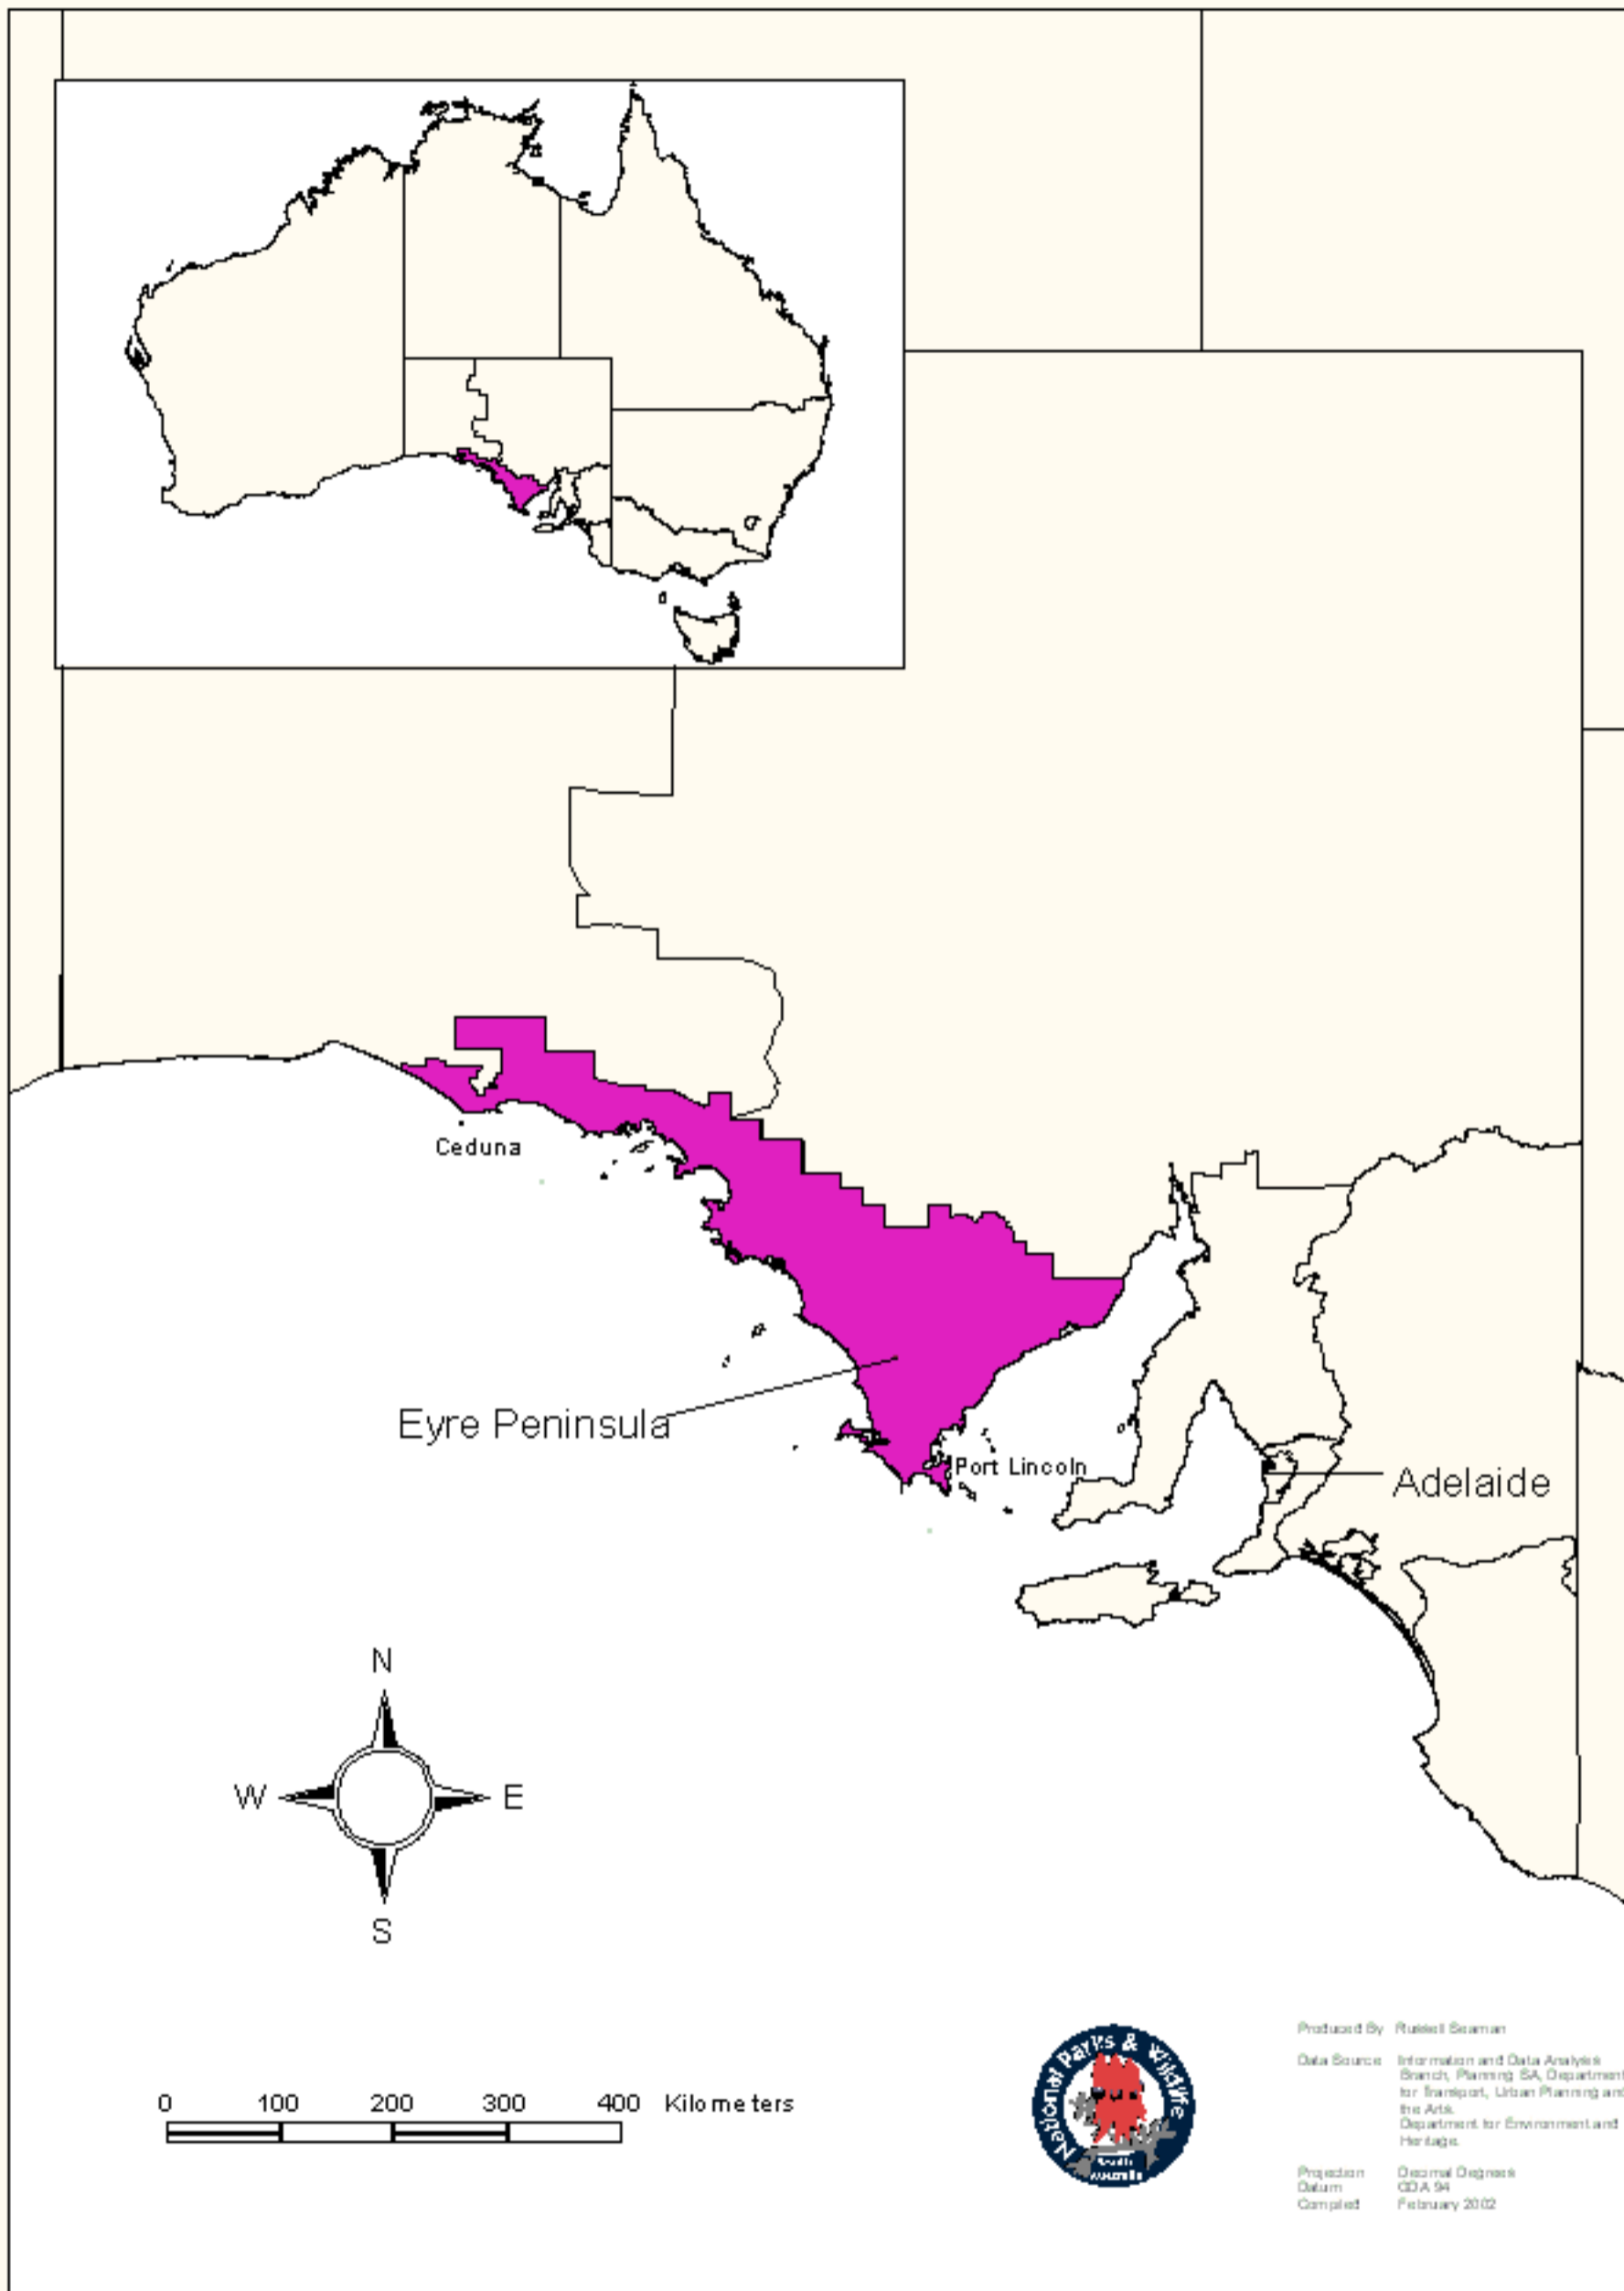 Ceduna
Eyre Peninsula
Port Lincoln
Adelaide
N
W E
S
0 100 200 300 400 Kilometers
National Parks & Wildlife
South
Australia
Produced By Russell Seaman
Data Source Information and Data Analysis
Branch, Planning SA, Department
for Transport, Urban Planning and
the Arts.
Department for Environment and
Heritage.
Projection Decimal Degrees
Datum GDA 94
Compiled February 2002